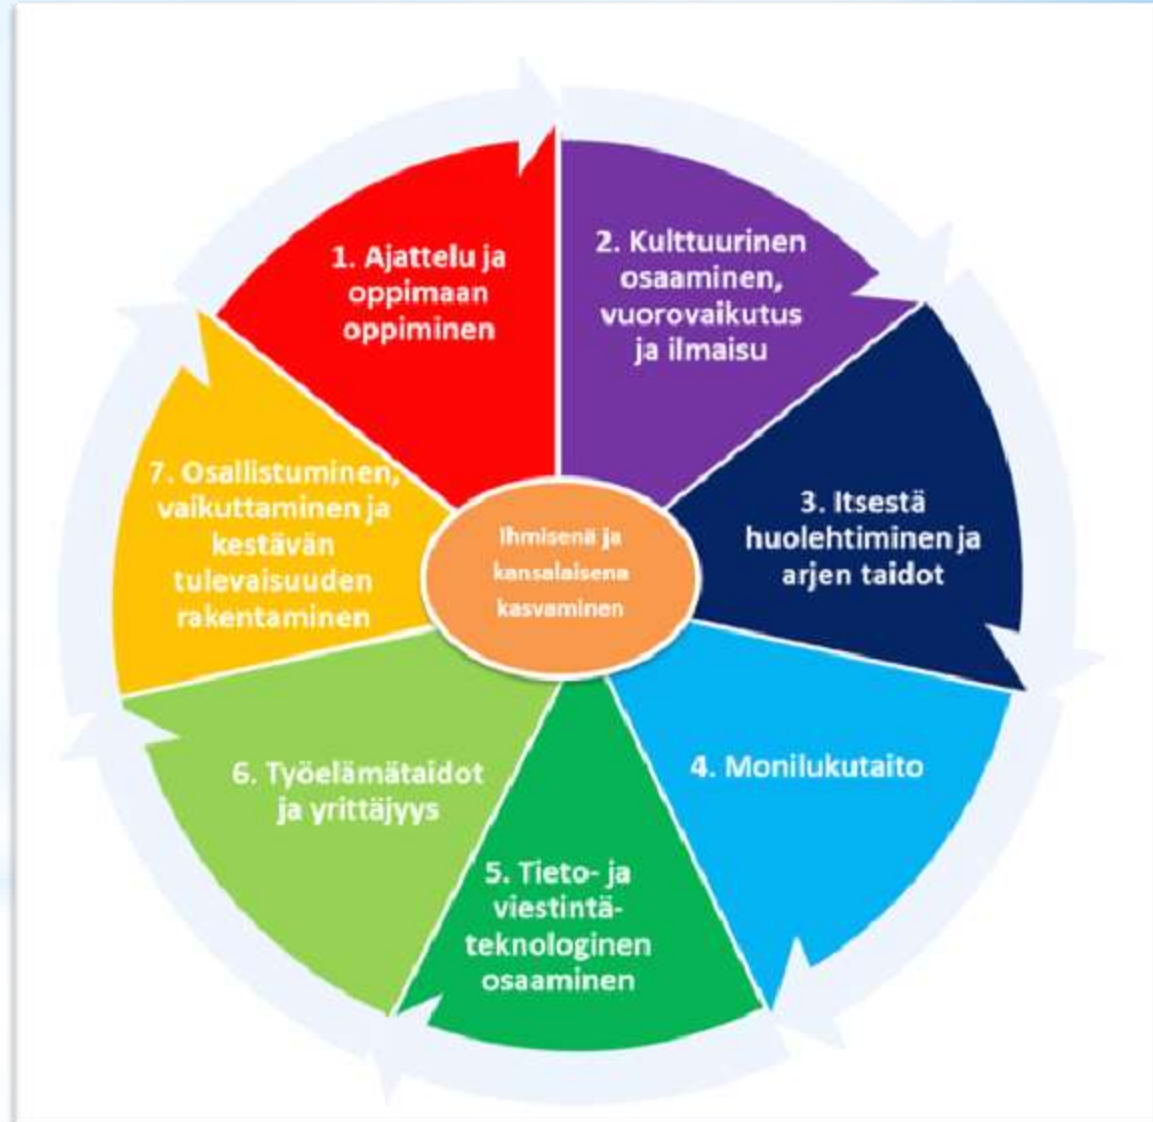 1. Ajattelu ja
oppimaan
oppiminen
2. Kulttuurinen
osaaminen,
vuorovaikutus
ja ilmaisu
3. Itsestä
huolehtiminen ja
arjen taidot
4. Monilukutaito
5. Tieto- ja
viestintä-
teknologinen
osaaminen
6. Työelämätaidot
ja yrittäjyys
7. Osallistuminen,
vaikuttaminen ja
kestävän
tulevaisuuden
rakentaminen
Ihmisenä ja
kansalaisena
kasvaminen